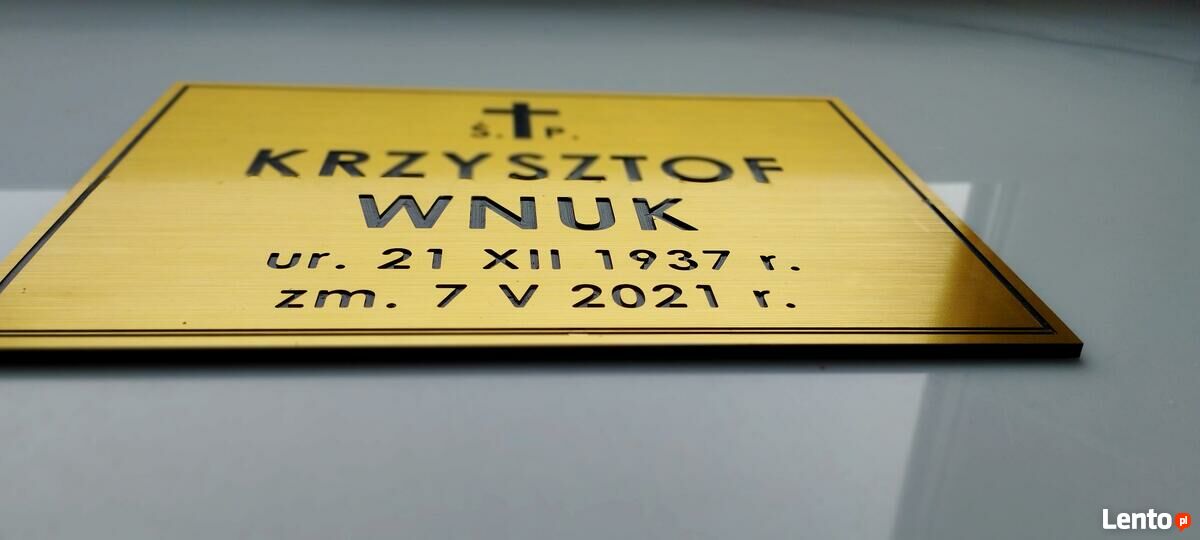 Ś. P.
KRZYSZTOF
WNUK
ur. 21 XII 1937 r.
zm. 7 V 2021 r.
Lento pl